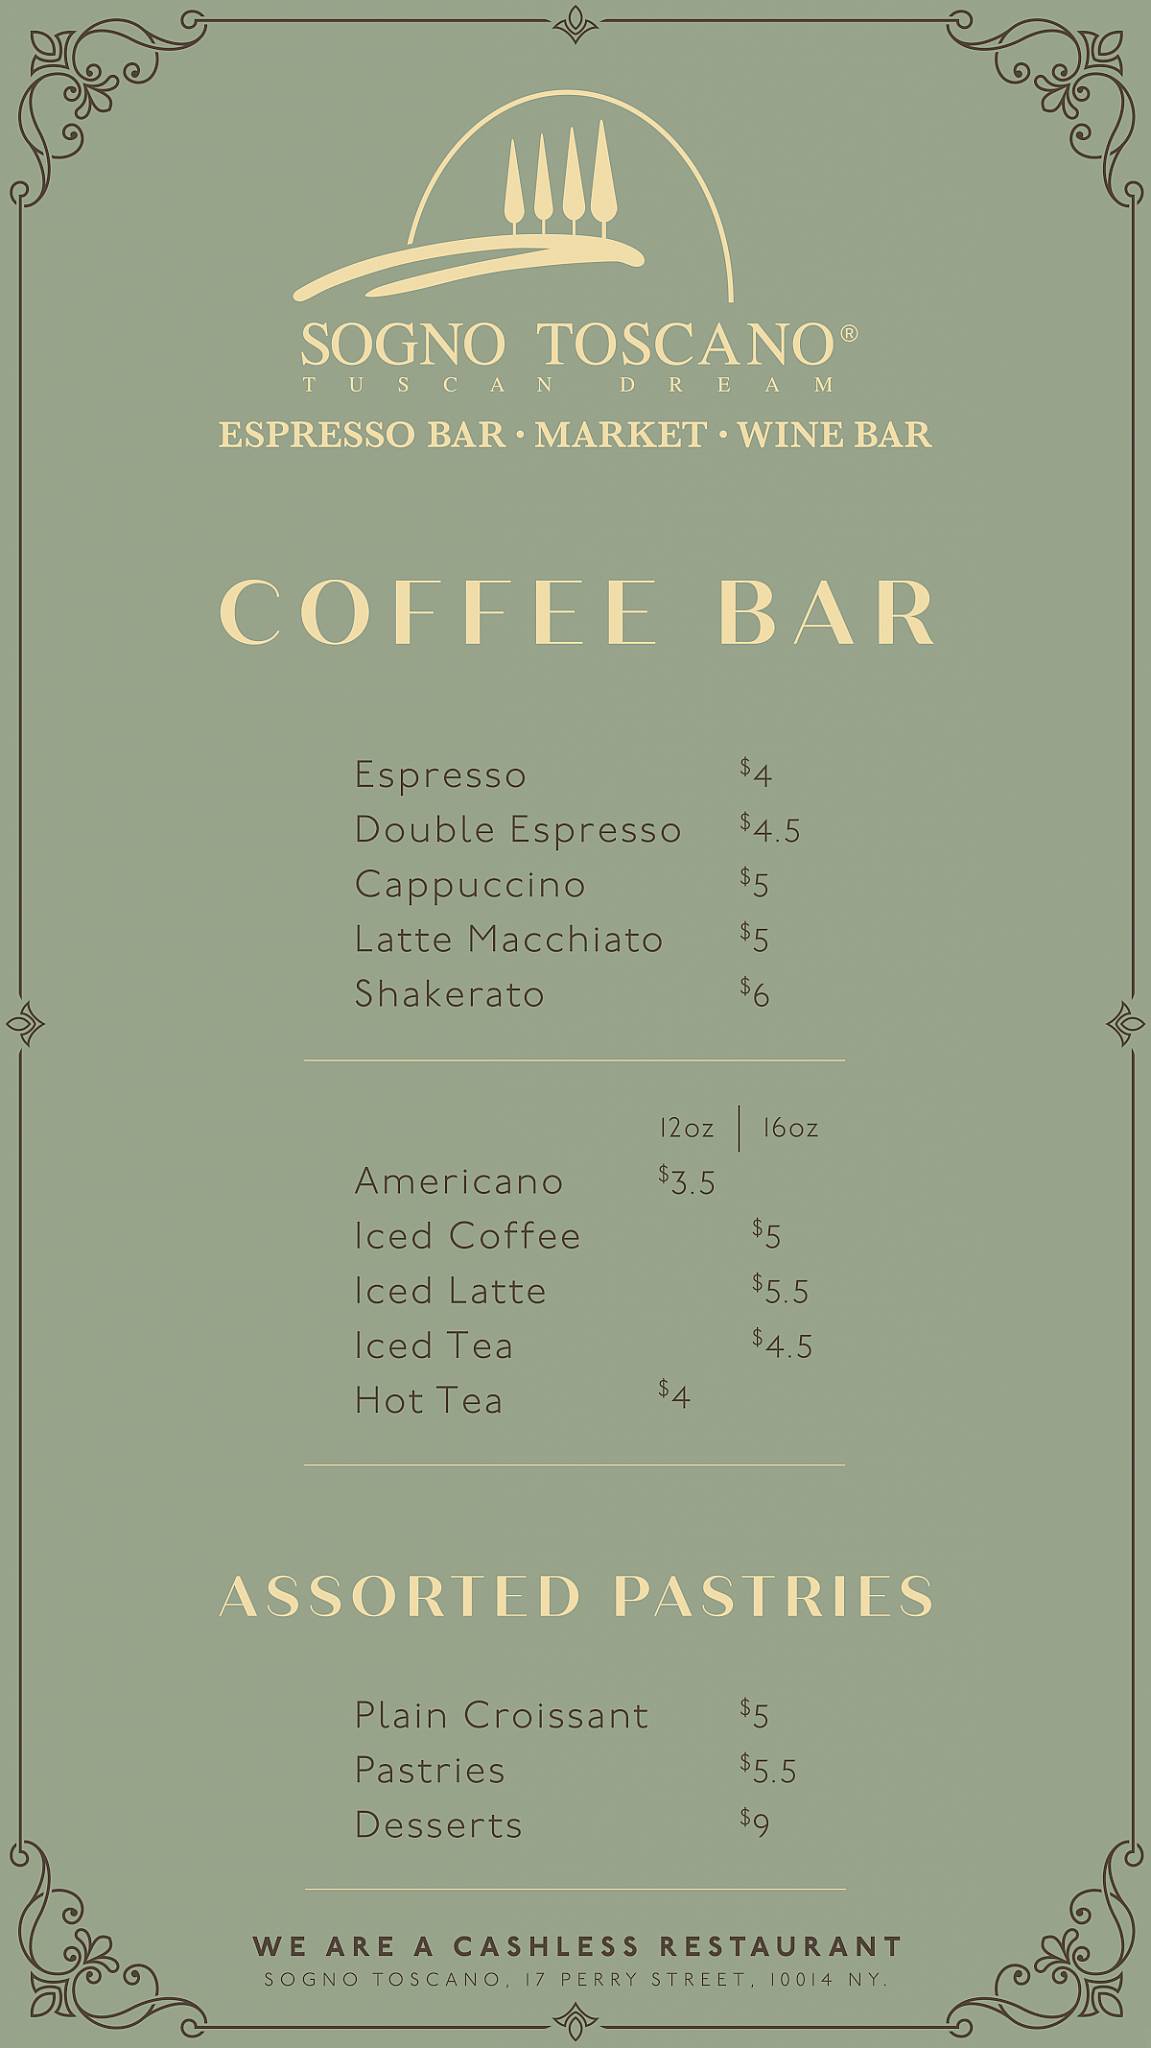 SOGNO TOSCANO®
TUSCAN DREAM
ESPRESSO BAR · MARKET · WINE BAR
COFFEE BAR
Espresso $4
Double Espresso $4.5
Cappuccino $5
Latte Macchiato $5
Shakerato $6
12oz | 16oz
Americano $3.5
Iced Coffee $5
Iced Latte $5.5
Iced Tea $4.5
Hot Tea $4
ASSORTED PASTRIES
Plain Croissant $5
Pastries $5.5
Desserts $9
WE ARE A CASHLESS RESTAURANT
SOGNO TOSCANO, 17 PERRY STREET, 10014 NY.